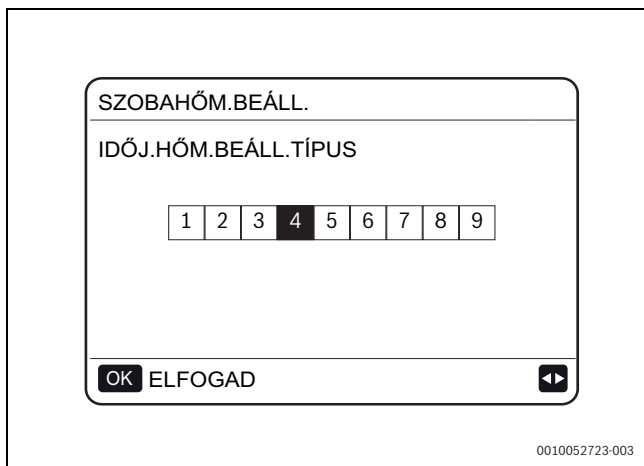 SZOBAHŐM.BEÁLL.
IDŐJ.HŐM.BEÁLL.TÍPUS
1 2 3 4 5 6 7 8 9
OK ELFOGAD
0010052723-003